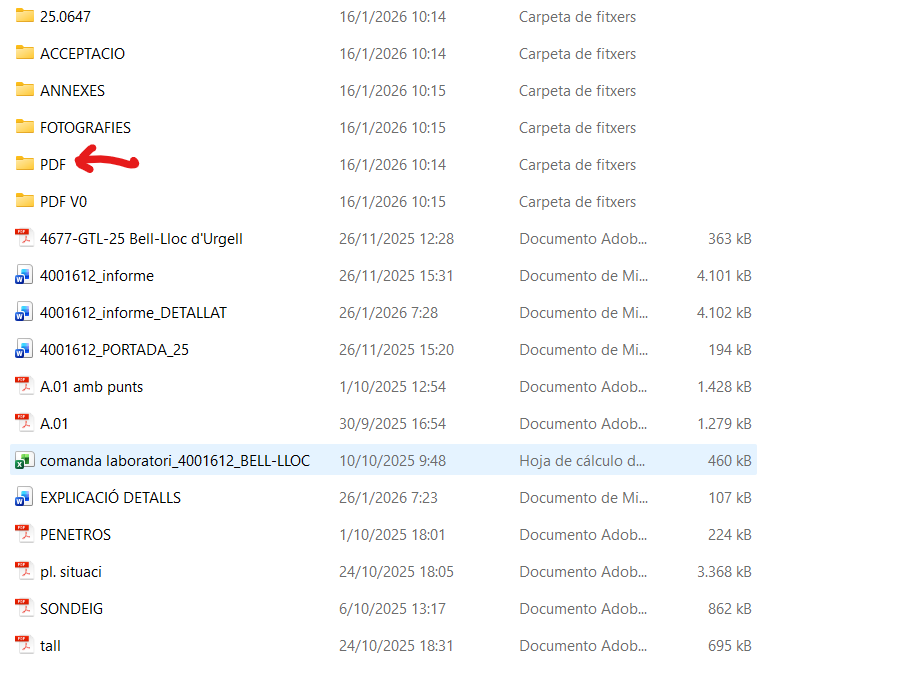 25.0647 16/1/2026 10:14 Carpeta de fitxers
ACCEPTACIO 16/1/2026 10:14 Carpeta de fitxers
ANNEXES 16/1/2026 10:15 Carpeta de fitxers
FOTOGRAFIES 16/1/2026 10:15 Carpeta de fitxers
PDF 16/1/2026 10:14 Carpeta de fitxers
PDF V0 16/1/2026 10:15 Carpeta de fitxers
4677-GTL-25 Bell-Lloc d'Urgell 26/11/2025 12:28 Documento Adob... 363 kB
4001612_informe 26/11/2025 15:31 Documento de Mi... 4.101 kB
4001612_informe_DETALLAT 26/1/2026 7:28 Documento de Mi... 4.102 kB
4001612_PORTADA_25 26/11/2025 15:20 Documento de Mi... 194 kB
A.01 amb punts 1/10/2025 12:54 Documento Adob... 1.428 kB
A.01 30/9/2025 16:54 Documento Adob... 1.279 kB
comanda laboratori_4001612_BELL-LLOC 10/10/2025 9:48 Hoja de cálculo d... 460 kB
EXPLICACIÓ DETALLS 26/1/2026 7:23 Documento de Mi... 107 kB
PENETROS 1/10/2025 18:01 Documento Adob... 224 kB
pl. situaci 24/10/2025 18:05 Documento Adob... 3.368 kB
SONDEIG 6/10/2025 13:17 Documento Adob... 862 kB
tall 24/10/2025 18:31 Documento Adob... 695 kB